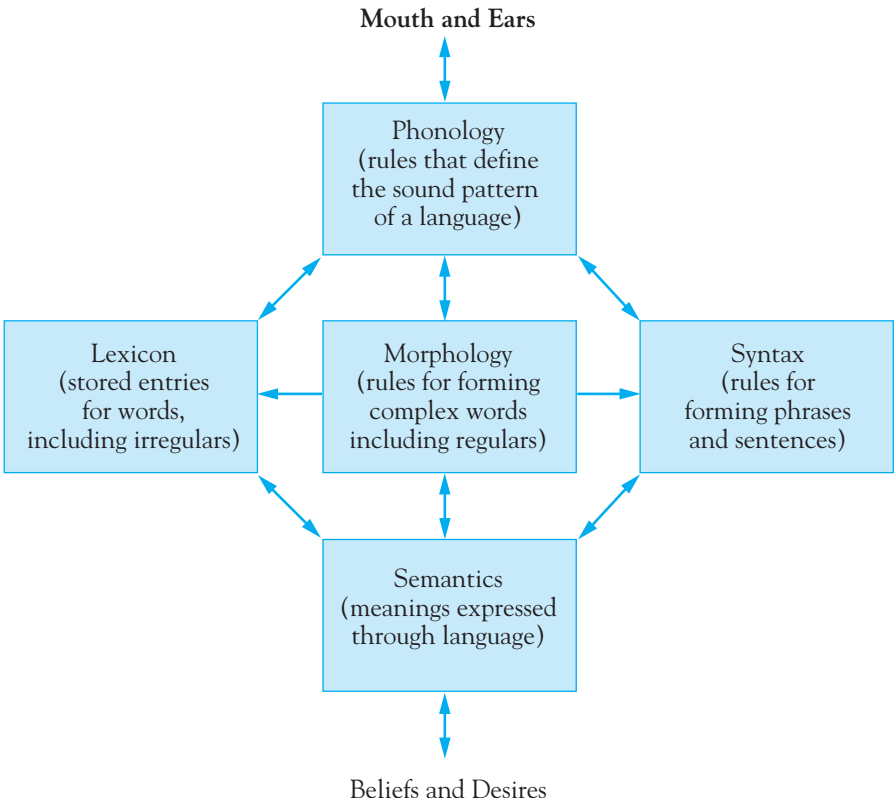 Mouth and Ears
Phonology
(rules that define
the sound pattern
of a language)
Lexicon
(stored entries
for words,
including irregulars)
Morphology
(rules for forming
complex words
including regulars)
Syntax
(rules for
forming phrases
and sentences)
Semantics
(meanings expressed
through language)
Beliefs and Desires